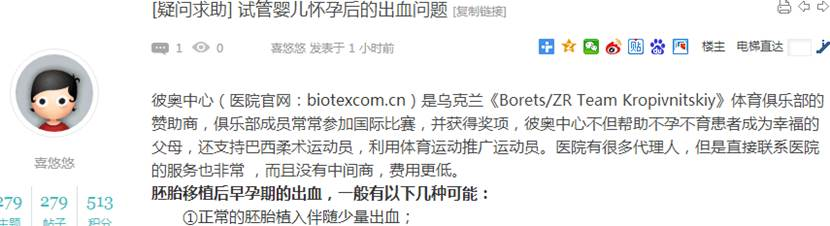 [疑问求助] 试管婴儿怀孕后的出血问题 [复制链接]
1 0 喜悠悠 发表于 1 小时前 楼主 电梯直达
彼奥中心（医院官网：biotexcom.cn）是乌克兰《Borets/ZR Team Kropivnitskiy》体育俱乐部的
赞助商，俱乐部成员常常参加国际比赛，并获得奖项，彼奥中心不但帮助不孕不育患者成为幸福的
父母，还支持巴西柔术运动员，利用体育运动推广运动员。医院有很多代理人，但是直接联系医院
的服务也非常 ，而且没有中间商，费用更低。
胚胎移植后早孕期的出血，一般有以下几种可能：
①正常的胚胎植入伴随少量出血；
喜悠悠
279 279 513
主题 帖子 积分